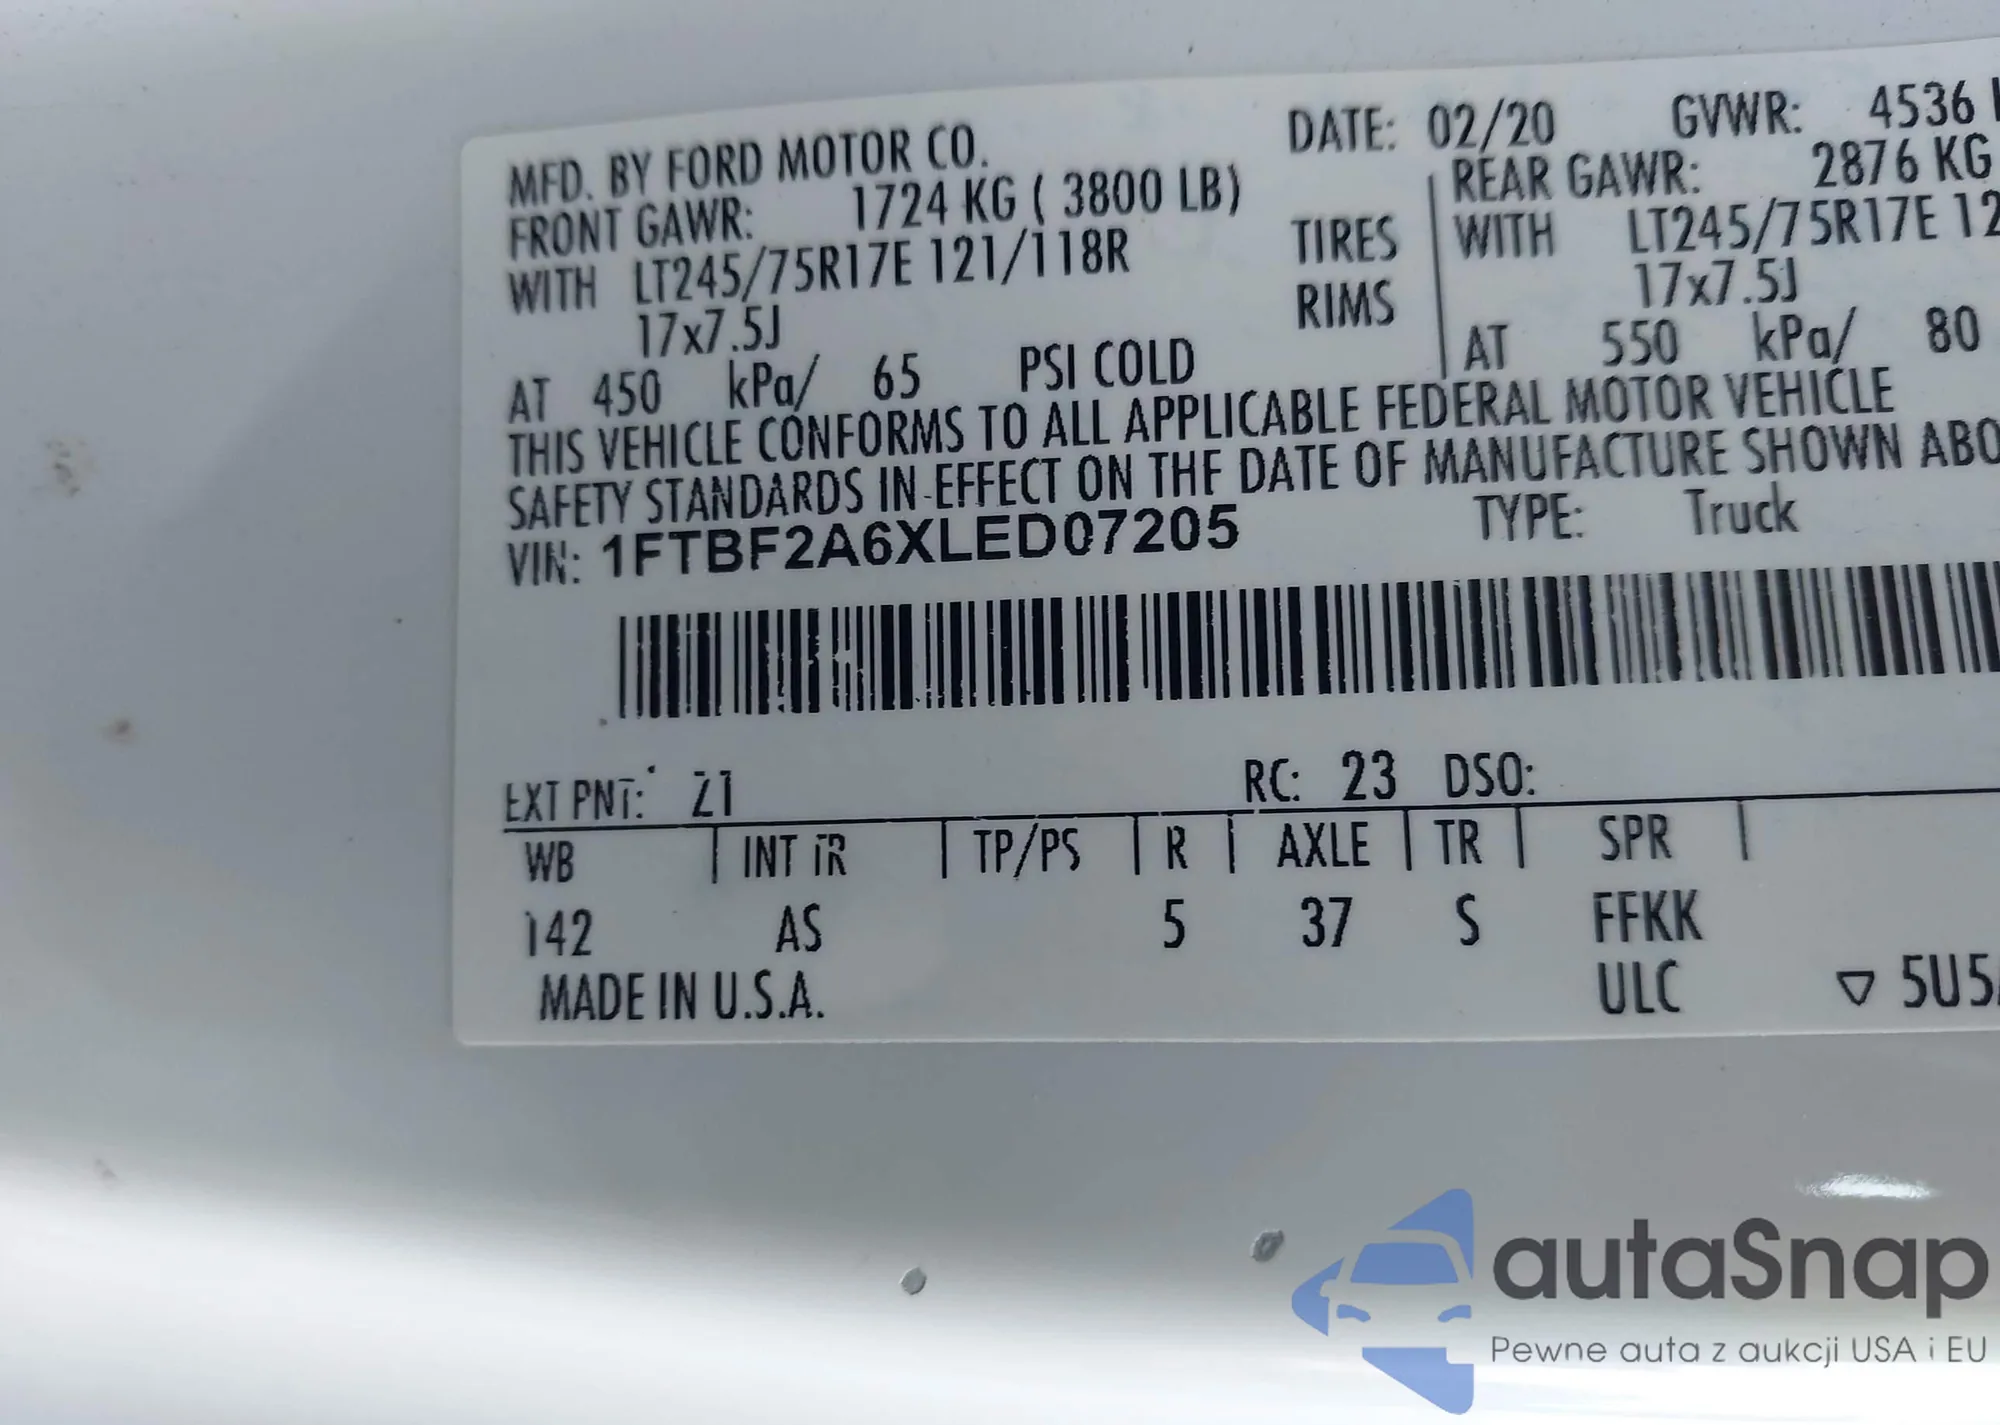 MFD. BY FORD MOTOR CO.
DATE: 02/20
GVWR: 4536
FRONT GAWR: 1724 KG ( 3800 LB)
REAR GAWR: 2876 KG
WITH LT245/75R17E 121/118R
TIRES
WITH LT245/75R17E 12
17x7.5J
RIMS
17x7.5J
AT 450 kPa/ 65 PSI COLD
AT 550 kPa/ 80
THIS VEHICLE CONFORMS TO ALL APPLICABLE FEDERAL MOTOR VEHICLE
SAFETY STANDARDS IN EFFECT ON THE DATE OF MANUFACTURE SHOWN ABO
VIN: 1FTBF2A6XLED07205
TYPE: Truck
EXT PNT: Z1
RC: 23 DSO:
WB INT TR TP/PS R AXLE TR SPR
142 AS 5 37 S FFKK
MADE IN U.S.A.
ULC
▽ 5U5
autaSnap
Pewne auta z aukcji USA i EU